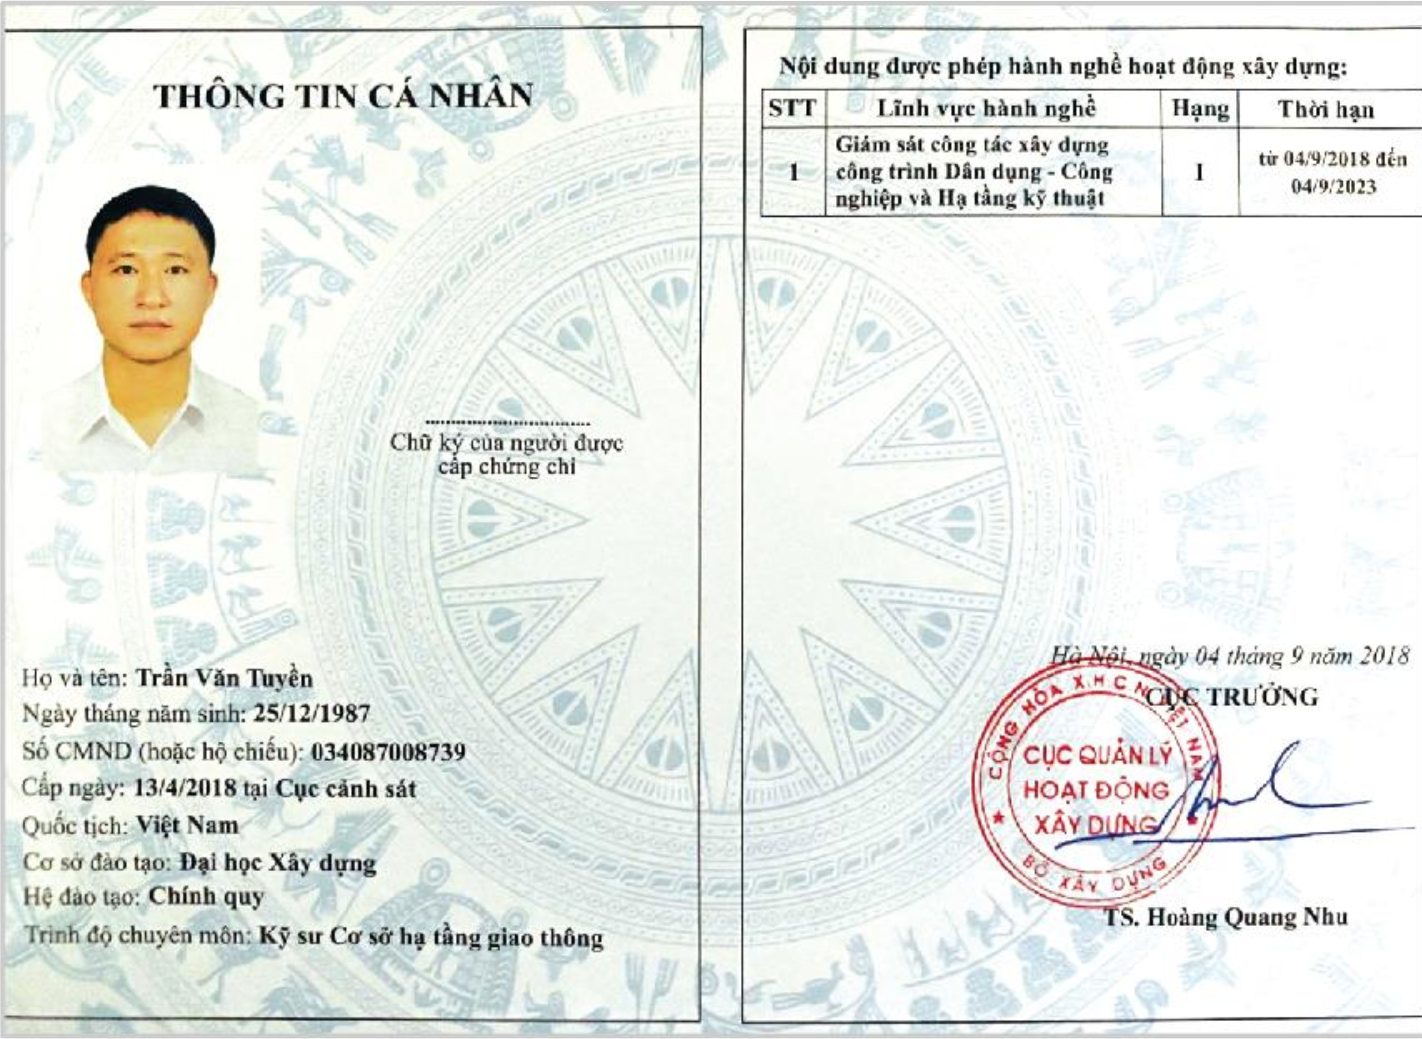 THÔNG TIN CÁ NHÂN
Chữ ký của người được
cấp chứng chỉ
Họ và tên: Trần Văn Tuyền
Ngày tháng năm sinh: 25/12/1987
Số CMND (hoặc hộ chiếu): 034087008739
Cấp ngày: 13/4/2018 tại Cục cảnh sát
Quốc tịch: Việt Nam
Cơ sở đào tạo: Đại học Xây dựng
Hệ đào tạo: Chính quy
Trình độ chuyên môn: Kỹ sư Cơ sở hạ tầng giao thông
Nội dung được phép hành nghề hoạt động xây dựng:
STT Lĩnh vực hành nghề Hạng Thời hạn
1 Giám sát công tác xây dựng công trình Dân dụng - Công nghiệp và Hạ tầng kỹ thuật I từ 04/9/2018 đến 04/9/2023
Hà Nội, ngày 04 tháng 9 năm 2018
CỤC TRƯỞNG
CỘNG HÒA X.H.C.N VIỆT NAM
CỤC QUẢN LÝ
HOẠT ĐỘNG
XÂY DỰNG
BỘ XÂY DỰNG
TS. Hoàng Quang Nhu